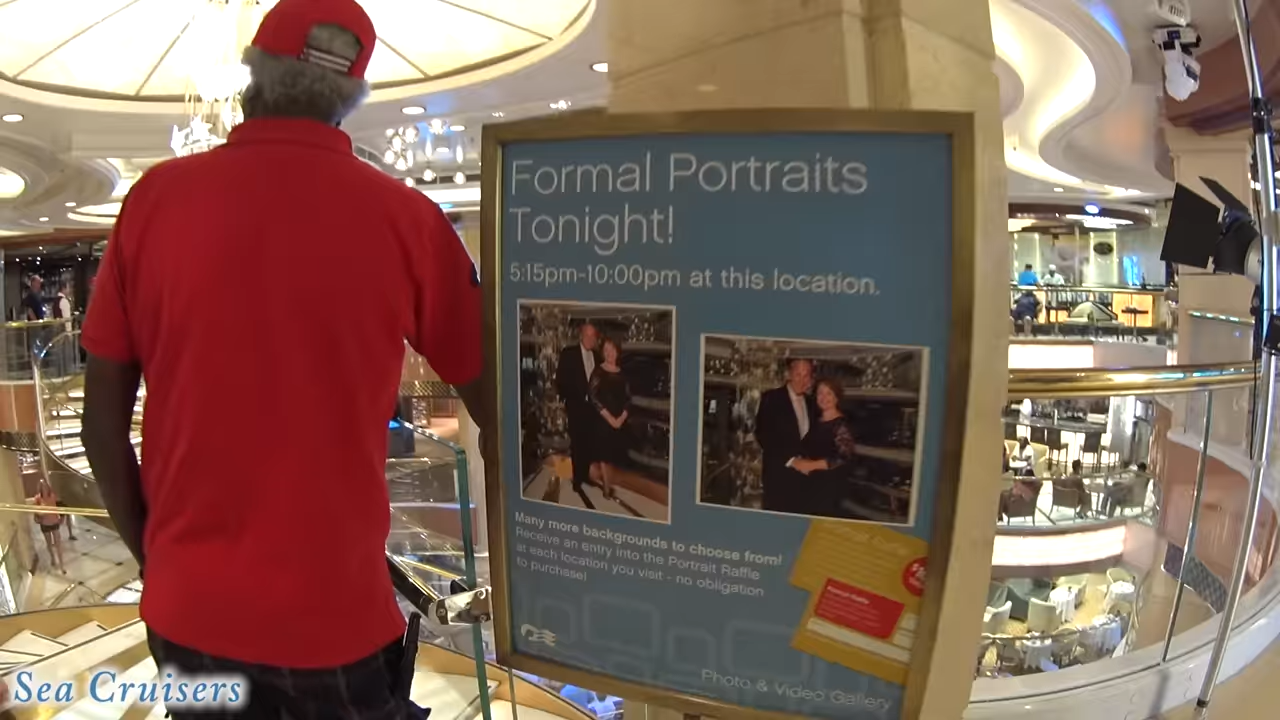 Formal Portraits
Tonight!
5:15pm-10:00pm at this location.
Many more backgrounds to choose from!
Receive an entry into the Portrait Raffle
at each location you visit - no obligation
to purchase!
Photo & Video Gallery
Sea Cruisers